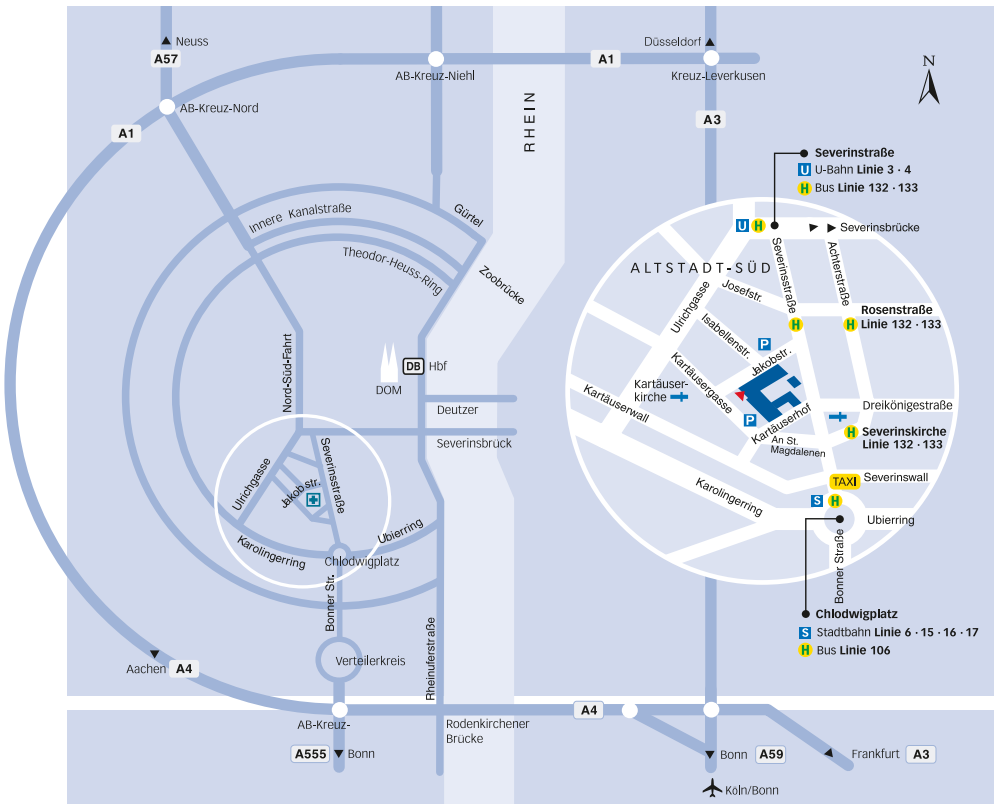 Neuss
A57
AB-Kreuz-Nord
A1
AB-Kreuz-Niehl
A1
Düsseldorf
Kreuz-Leverkusen
A3
N
RHEIN
Innere Kanalstraße
Theodor-Heuss-Ring
Gürtel
Zoobrücke
Nord-Süd-Fahrt
DOM
DB Hbf
Deutzer
Severinsbrück
Ulrichgasse
Jakobstr.
Severinsstraße
Karolingerring
Ubierring
Chlodwigplatz
Bonner Str.
Verteilerkreis
Rheinuferstraße
Aachen A4
AB-Kreuz-
A555 Bonn
Rodenkirchener
Brücke
A4
Bonn A59
Köln/Bonn
Frankfurt A3
Severinstraße
U U-Bahn Linie 3 · 4
H Bus Linie 132 · 133
U H
Severinsbrücke
ALTSTADT-SÜD
Severinsstraße
Achterstraße
Josefstr.
Ulrichgasse
Isabellenstr.
H
H
Rosenstraße
Linie 132 · 133
P
Jakobstr.
Kartäusergasse
Kartäuser-
kirche
Kartäuserwall
P
Kartäuserhof
An St.
Magdalenen
Dreikönigestraße
H
Severinskirche
Linie 132 · 133
TAXI
Severinswall
S H
Karolingerring
Ubierring
Bonner Straße
Chlodwigplatz
S Stadtbahn Linie 6 · 15 · 16 · 17
H Bus Linie 106